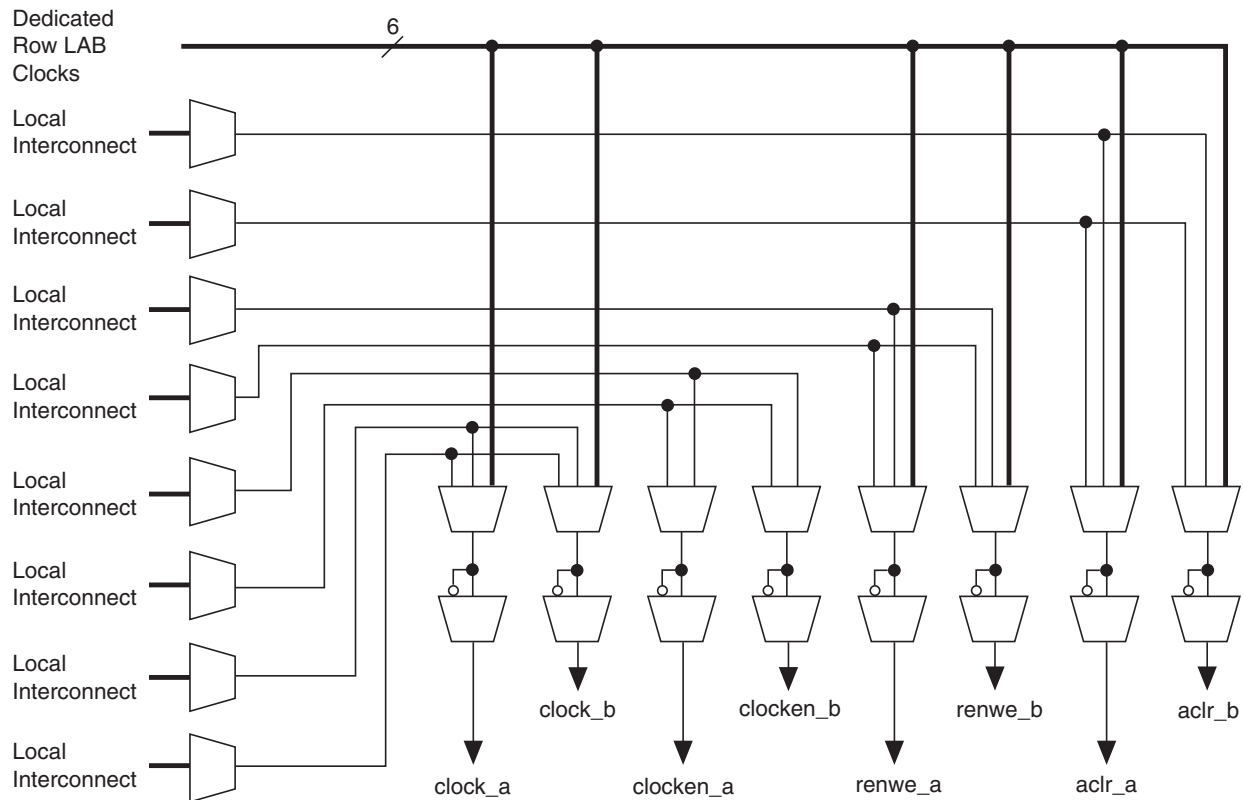 Dedicated
Row LAB
Clocks
6
Local
Interconnect
Local
Interconnect
Local
Interconnect
Local
Interconnect
Local
Interconnect
Local
Interconnect
Local
Interconnect
Local
Interconnect
clock_b
clocken_b
renwe_b
aclr_b
clock_a
clocken_a
renwe_a
aclr_a